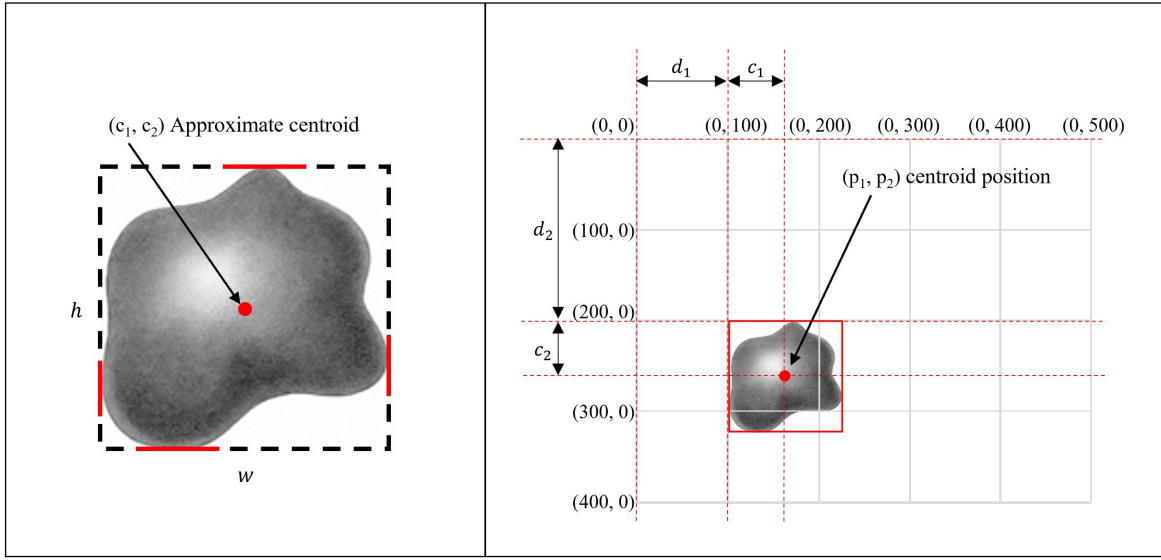 (c₁, c₂) Approximate centroid
h
w
d₁ c₁
(0, 0) (0, 100) (0, 200) (0, 300) (0, 400) (0, 500)
(p₁, p₂) centroid position
d₂
(100, 0)
(200, 0)
c₂
(300, 0)
(400, 0)